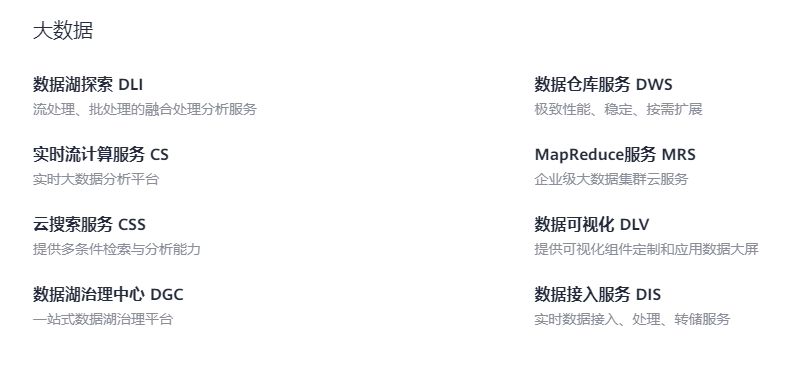 大数据
数据湖探索 DLI
流处理、批处理的融合处理分析服务
数据仓库服务 DWS
极致性能、稳定、按需扩展
实时流计算服务 CS
实时大数据分析平台
MapReduce服务 MRS
企业级大数据集群云服务
云搜索服务 CSS
提供多条件检索与分析能力
数据可视化 DLV
提供可视化组件定制和应用数据大屏
数据湖治理中心 DGC
一站式数据湖治理平台
数据接入服务 DIS
实时数据接入、处理、转储服务